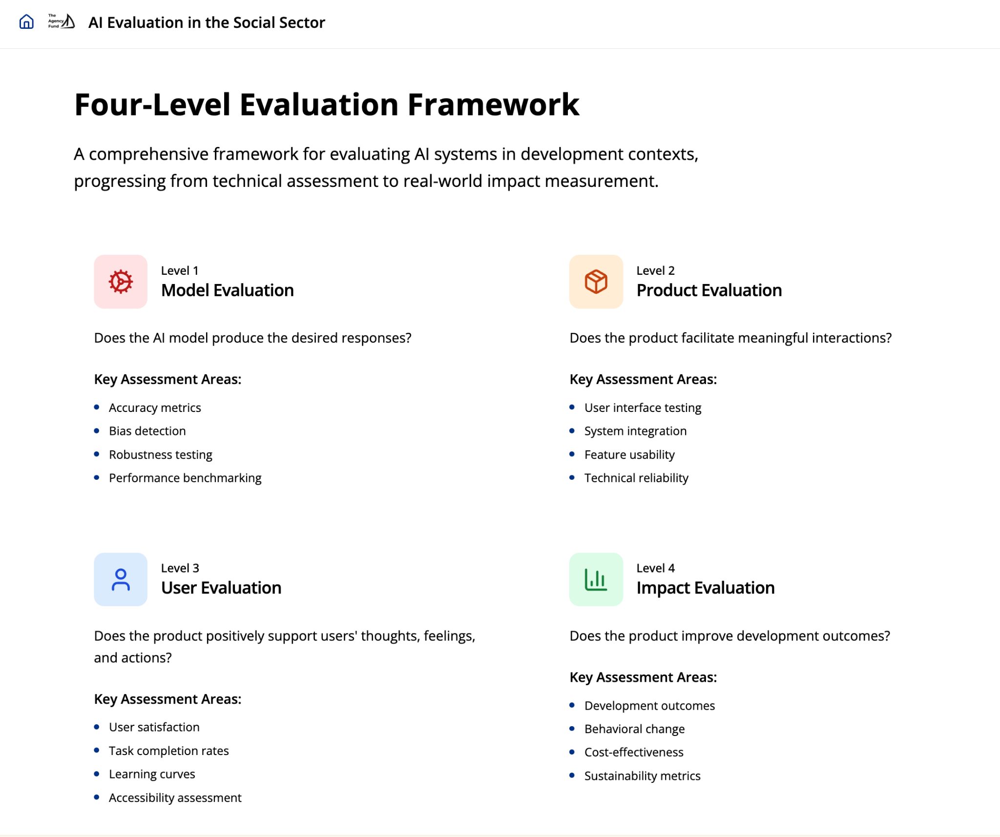 The
Agency
Fund
AI Evaluation in the Social Sector
Four-Level Evaluation Framework
A comprehensive framework for evaluating AI systems in development contexts,
progressing from technical assessment to real-world impact measurement.
Level 1
Model Evaluation
Does the AI model produce the desired responses?
Key Assessment Areas:
Accuracy metrics
Bias detection
Robustness testing
Performance benchmarking
Level 2
Product Evaluation
Does the product facilitate meaningful interactions?
Key Assessment Areas:
User interface testing
System integration
Feature usability
Technical reliability
Level 3
User Evaluation
Does the product positively support users' thoughts, feelings,
and actions?
Key Assessment Areas:
User satisfaction
Task completion rates
Learning curves
Accessibility assessment
Level 4
Impact Evaluation
Does the product improve development outcomes?
Key Assessment Areas:
Development outcomes
Behavioral change
Cost-effectiveness
Sustainability metrics